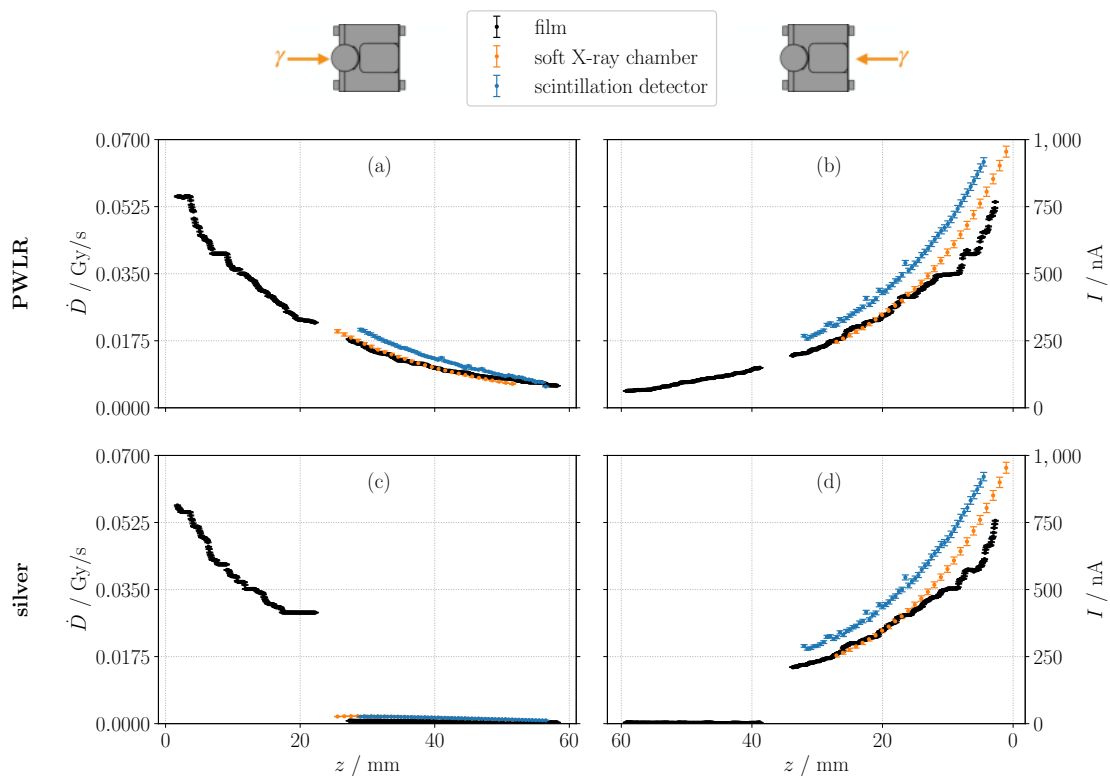 γ
film
soft X-ray chamber
scintillation detector
γ
PWLR
Ḋ / Gy/s
0.0700
0.0525
0.0350
0.0175
0.0000
(a)
(b)
1,000
750
500
250
0
I / nA
silver
Ḋ / Gy/s
0.0700
0.0525
0.0350
0.0175
0.0000
(c)
(d)
1,000
750
500
250
0
I / nA
0 20 40 60
60 40 20 0
z / mm
z / mm